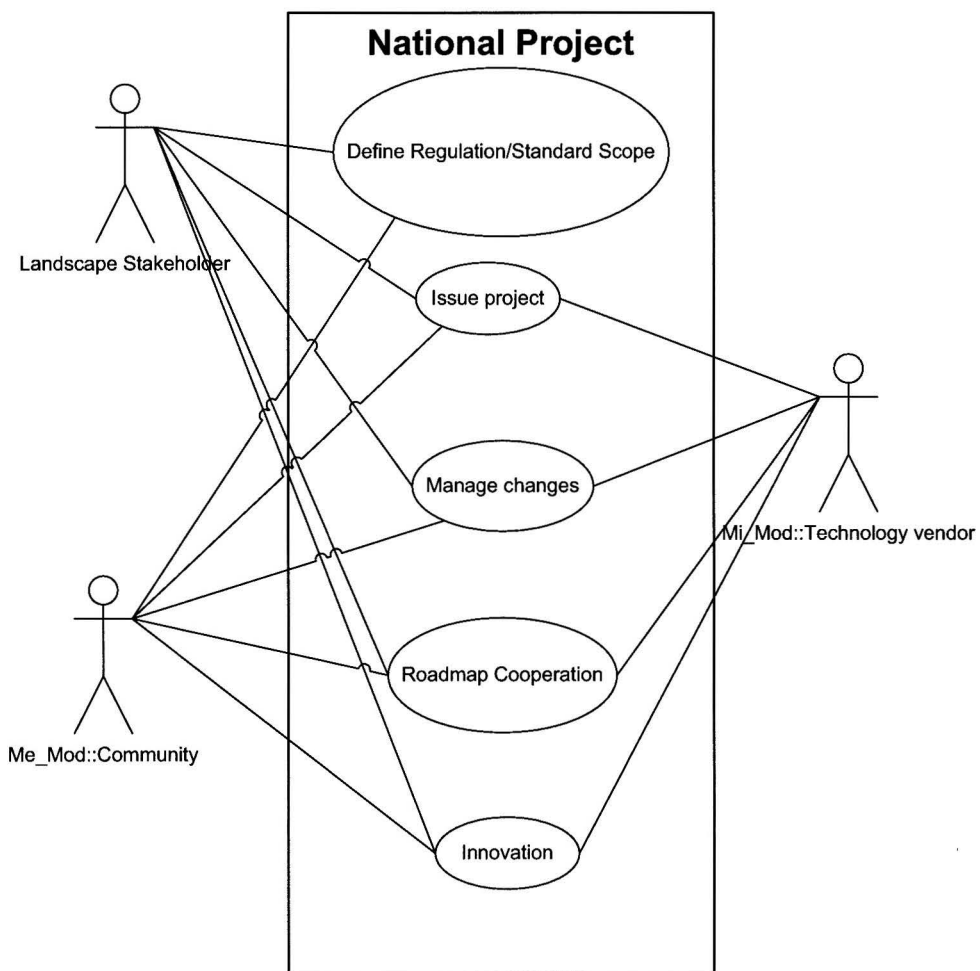 National Project
Define Regulation/Standard Scope
Landscape Stakeholder
Issue project
Manage changes
Mi_Mod::Technology vendor
Roadmap Cooperation
Me_Mod::Community
Innovation